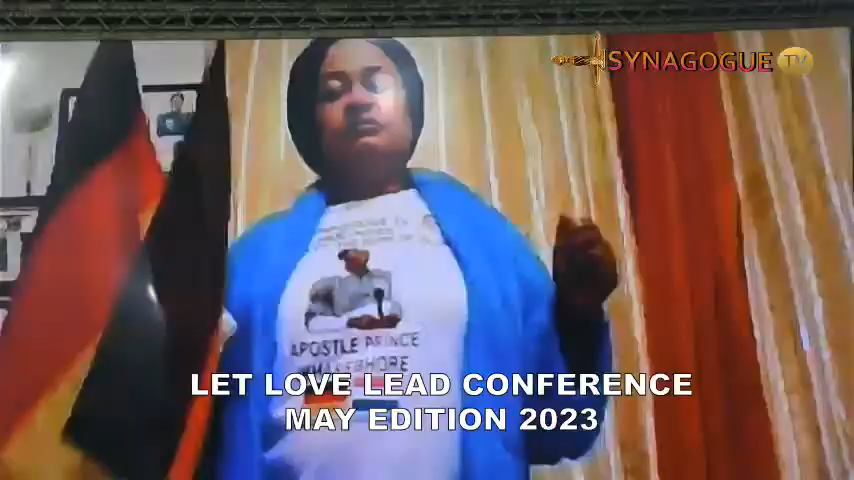 SYNAGOGUE TV
APOSTLE PRINCE
LET LOVE LEAD CONFERENCE
MAY EDITION 2023